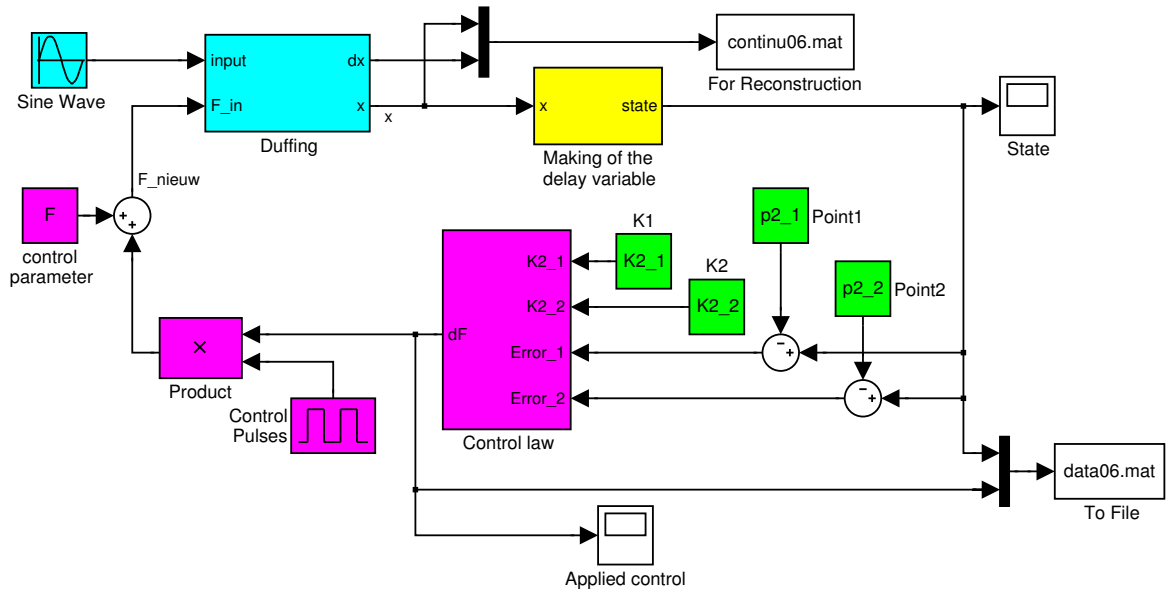 Sine Wave
input
F_in
dx
x
Duffing
x
continu06.mat
For Reconstruction
x
state
Making of the
delay variable
State
F_nieuw
F
control
parameter
+
+
K1
K2_1
K2
K2_2
p2_1
Point1
p2_2
Point2
K2_1
K2_2
Error_1
Error_2
dF
Control law
−
+
−
+
×
Product
Control
Pulses
data06.mat
To File
Applied control